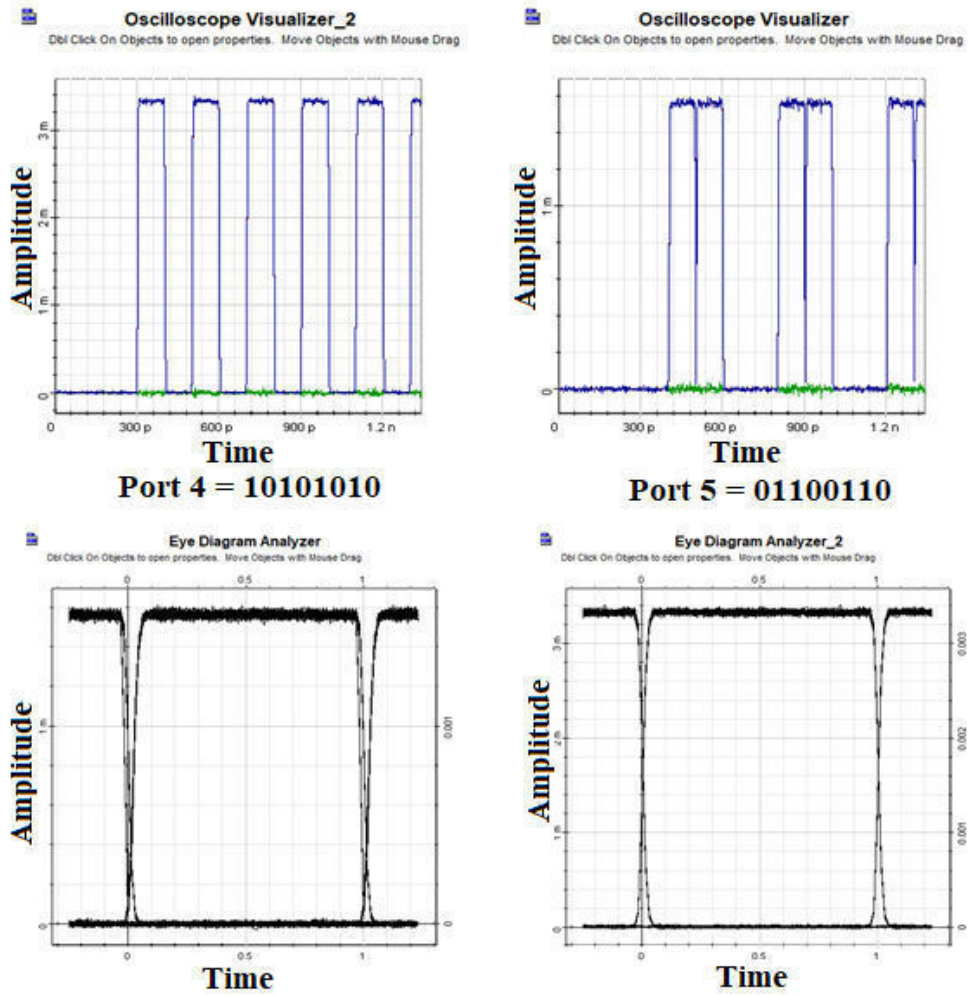 Oscilloscope Visualizer_2
Dbl Click On Objects to open properties. Move Objects with Mouse Drag
Amplitude
3 m
2 m
1 m
0
0 300 p 600 p 900 p 1.2 n
Time
Port 4 = 10101010
Oscilloscope Visualizer
Dbl Click On Objects to open properties. Move Objects with Mouse Drag
Amplitude
1 m
0
0 300 p 600 p 900 p 1.2 n
Time
Port 5 = 01100110
Eye Diagram Analyzer
Dbl Click On Objects to open properties. Move Objects with Mouse Drag
0 0.5 1
Amplitude
1 m
0
0.001
0
0 0.5 1
Time
Eye Diagram Analyzer_2
Dbl Click On Objects to open properties. Move Objects with Mouse Drag
0 0.5 1
Amplitude
3 m
2 m
1 m
0
0.003
0.002
0.001
0
0 0.5 1
Time